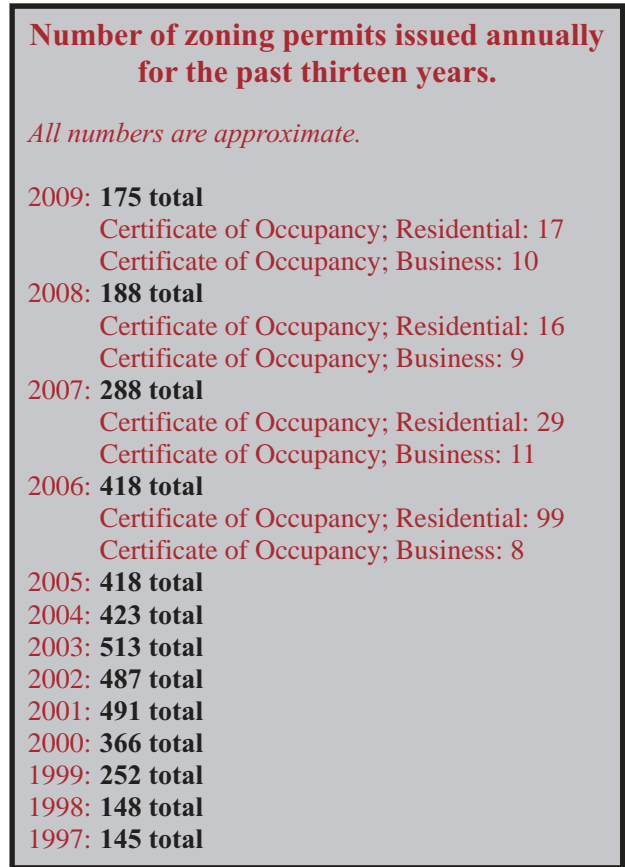 Number of zoning permits issued annually
for the past thirteen years.
All numbers are approximate.
2009: 175 total
Certificate of Occupancy; Residential: 17
Certificate of Occupancy; Business: 10
2008: 188 total
Certificate of Occupancy; Residential: 16
Certificate of Occupancy; Business: 9
2007: 288 total
Certificate of Occupancy; Residential: 29
Certificate of Occupancy; Business: 11
2006: 418 total
Certificate of Occupancy; Residential: 99
Certificate of Occupancy; Business: 8
2005: 418 total
2004: 423 total
2003: 513 total
2002: 487 total
2001: 491 total
2000: 366 total
1999: 252 total
1998: 148 total
1997: 145 total